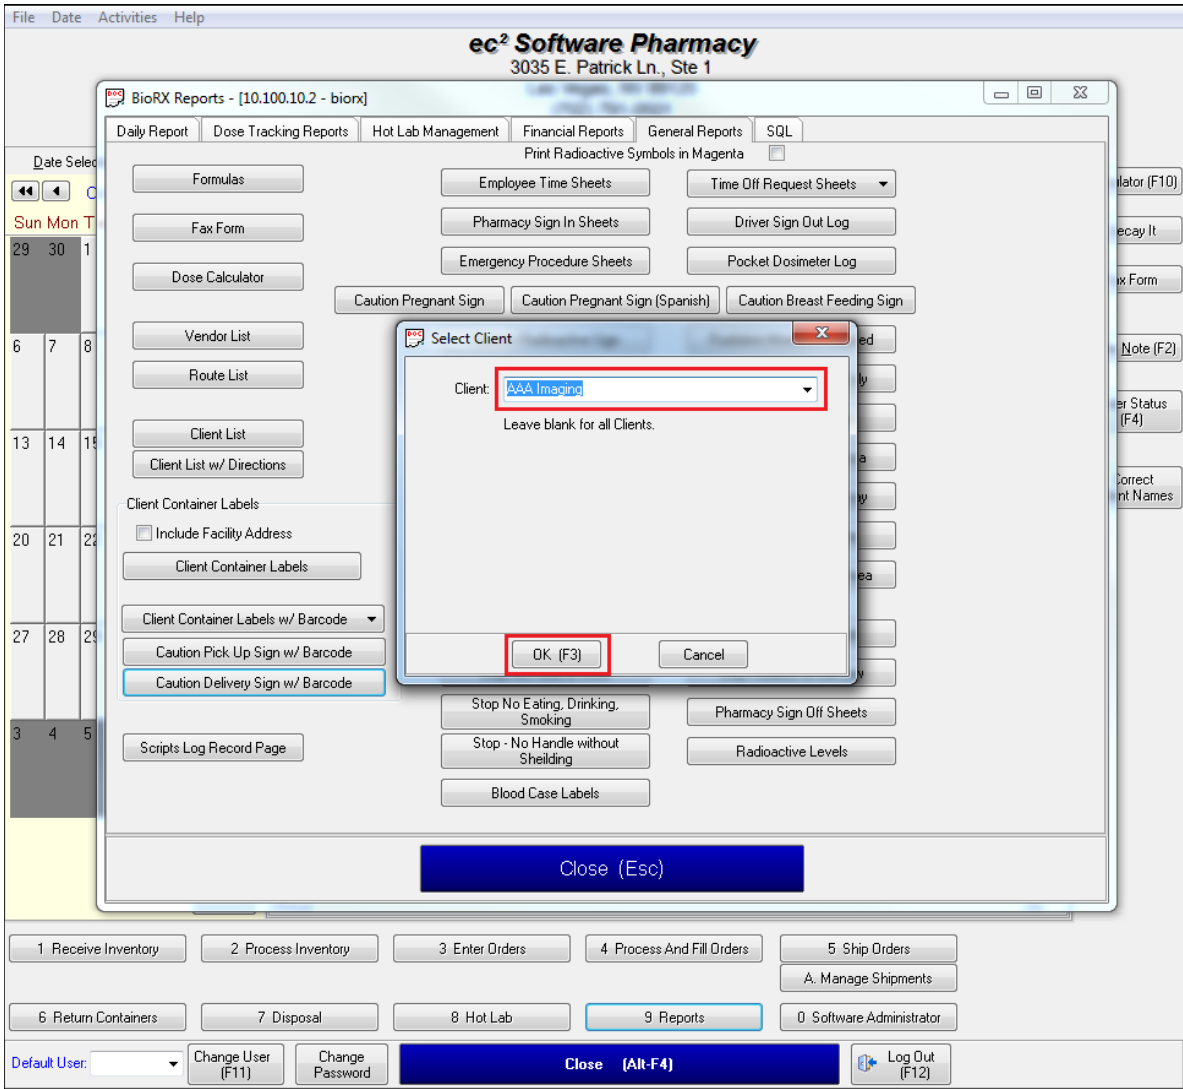 File Date Activities Help
ec² Software Pharmacy
3035 E. Patrick Ln., Ste 1
BioRX Reports - [10.100.10.2 - biorx]
Daily Report Dose Tracking Reports Hot Lab Management Financial Reports General Reports SQL
Print Radioactive Symbols in Magenta
Date Selec
Formulas
Employee Time Sheets
Time Off Request Sheets
lator (F10)
Sun Mon T
Fax Form
Pharmacy Sign In Sheets
Driver Sign Out Log
ecay It
29 30 1
Dose Calculator
Emergency Procedure Sheets
Pocket Dosimeter Log
x Form
Caution Pregnant Sign
Caution Pregnant Sign (Spanish)
Caution Breast Feeding Sign
Vendor List
Select Client
ed
6 7 8
Note (F2)
Route List
Client: AAA Imaging
ly
er Status
(F4)
Leave blank for all Clients.
Client List
13 14 15
Client List w/ Directions
a
Correct
nt Names
Client Container Labels
ay
Include Facility Address
20 21 22
Client Container Labels
ea
Client Container Labels w/ Barcode
27 28 29
Caution Pick Up Sign w/ Barcode
OK (F3)
Cancel
Caution Delivery Sign w/ Barcode
w
Stop No Eating, Drinking,
Smoking
Pharmacy Sign Off Sheets
3 4 5
Scripts Log Record Page
Stop - No Handle without
Sheilding
Radioactive Levels
Blood Case Labels
Close (Esc)
1 Receive Inventory
2 Process Inventory
3 Enter Orders
4 Process And Fill Orders
5 Ship Orders
A. Manage Shipments
6 Return Containers
7 Disposal
8 Hot Lab
9 Reports
0 Software Administrator
Default User:
Change User
(F11)
Change
Password
Close (Alt-F4)
Log Out
(F12)